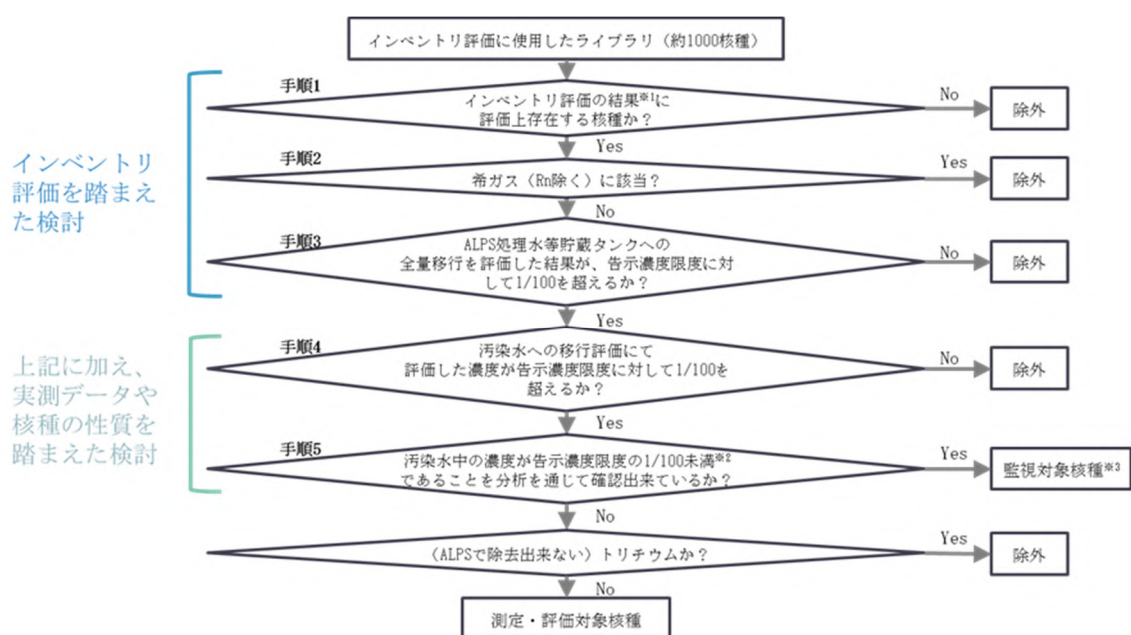 インベントリ評価に使用したライブラリ（約1000核種）
手順1
インベントリ評価の結果※1に
評価上存在する核種か？
No
除外
Yes
インベントリ
評価を踏まえ
た検討
手順2
希ガス（Rn除く）に該当？
Yes
除外
No
手順3
ALPS処理水等貯蔵タンクへの
全量移行を評価した結果が、告示濃度限度に対
して1/100を超えるか？
No
除外
Yes
上記に加え、
実測データや
核種の性質を
踏まえた検討
手順4
汚染水への移行評価にて
評価した濃度が告示濃度限度に対して1/100を
超えるか？
No
除外
Yes
手順5
汚染水中の濃度が告示濃度限度の1/100未満※2
であることを分析を通じて確認出来ているか？
Yes
監視対象核種※3
No
（ALPSで除去出来ない）トリチウムか？
Yes
除外
No
測定・評価対象核種